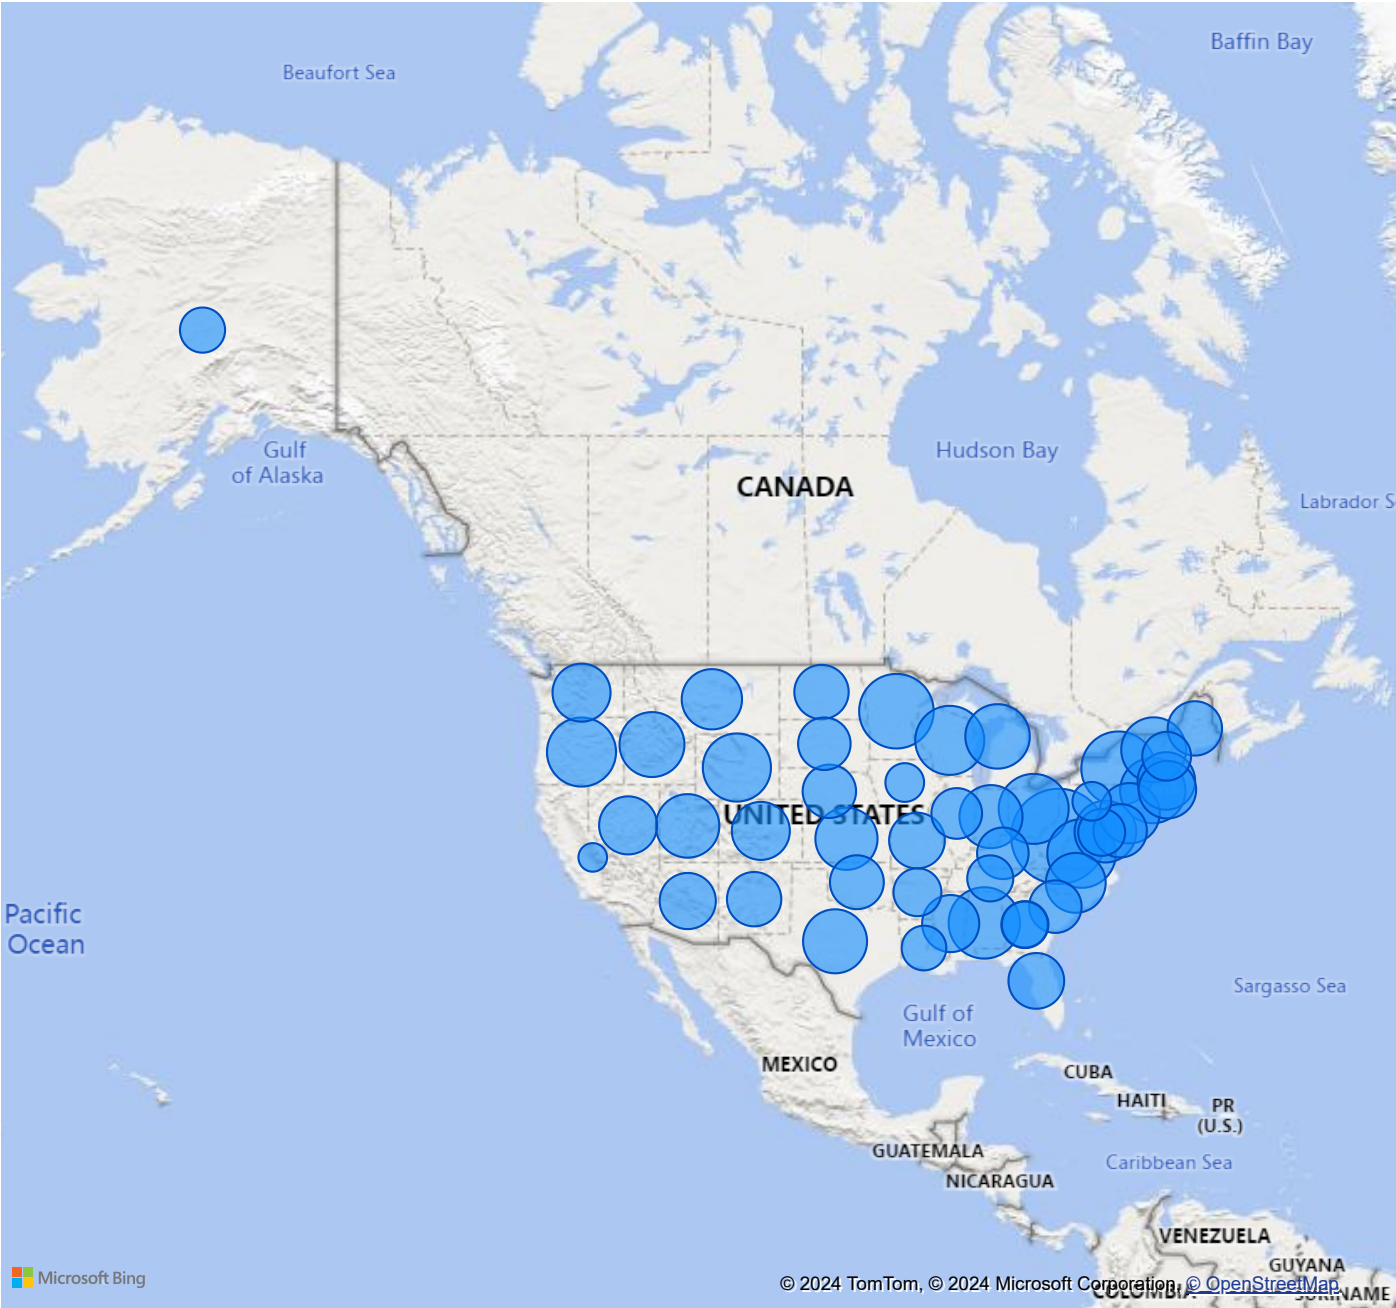 Baffin Bay
Beaufort Sea
Gulf
of Alaska
Hudson Bay
CANADA
Labrador S
UNITED STATES
Pacific
Ocean
Sargasso Sea
Gulf of
Mexico
MEXICO
CUBA
HAITI
PR
(U.S.)
GUATEMALA
Caribbean Sea
NICARAGUA
VENEZUELA
GUYANA
Microsoft Bing
© 2024 TomTom, © 2024 Microsoft Corporation, © OpenStreetMap
COLOMBIA
SURINAME